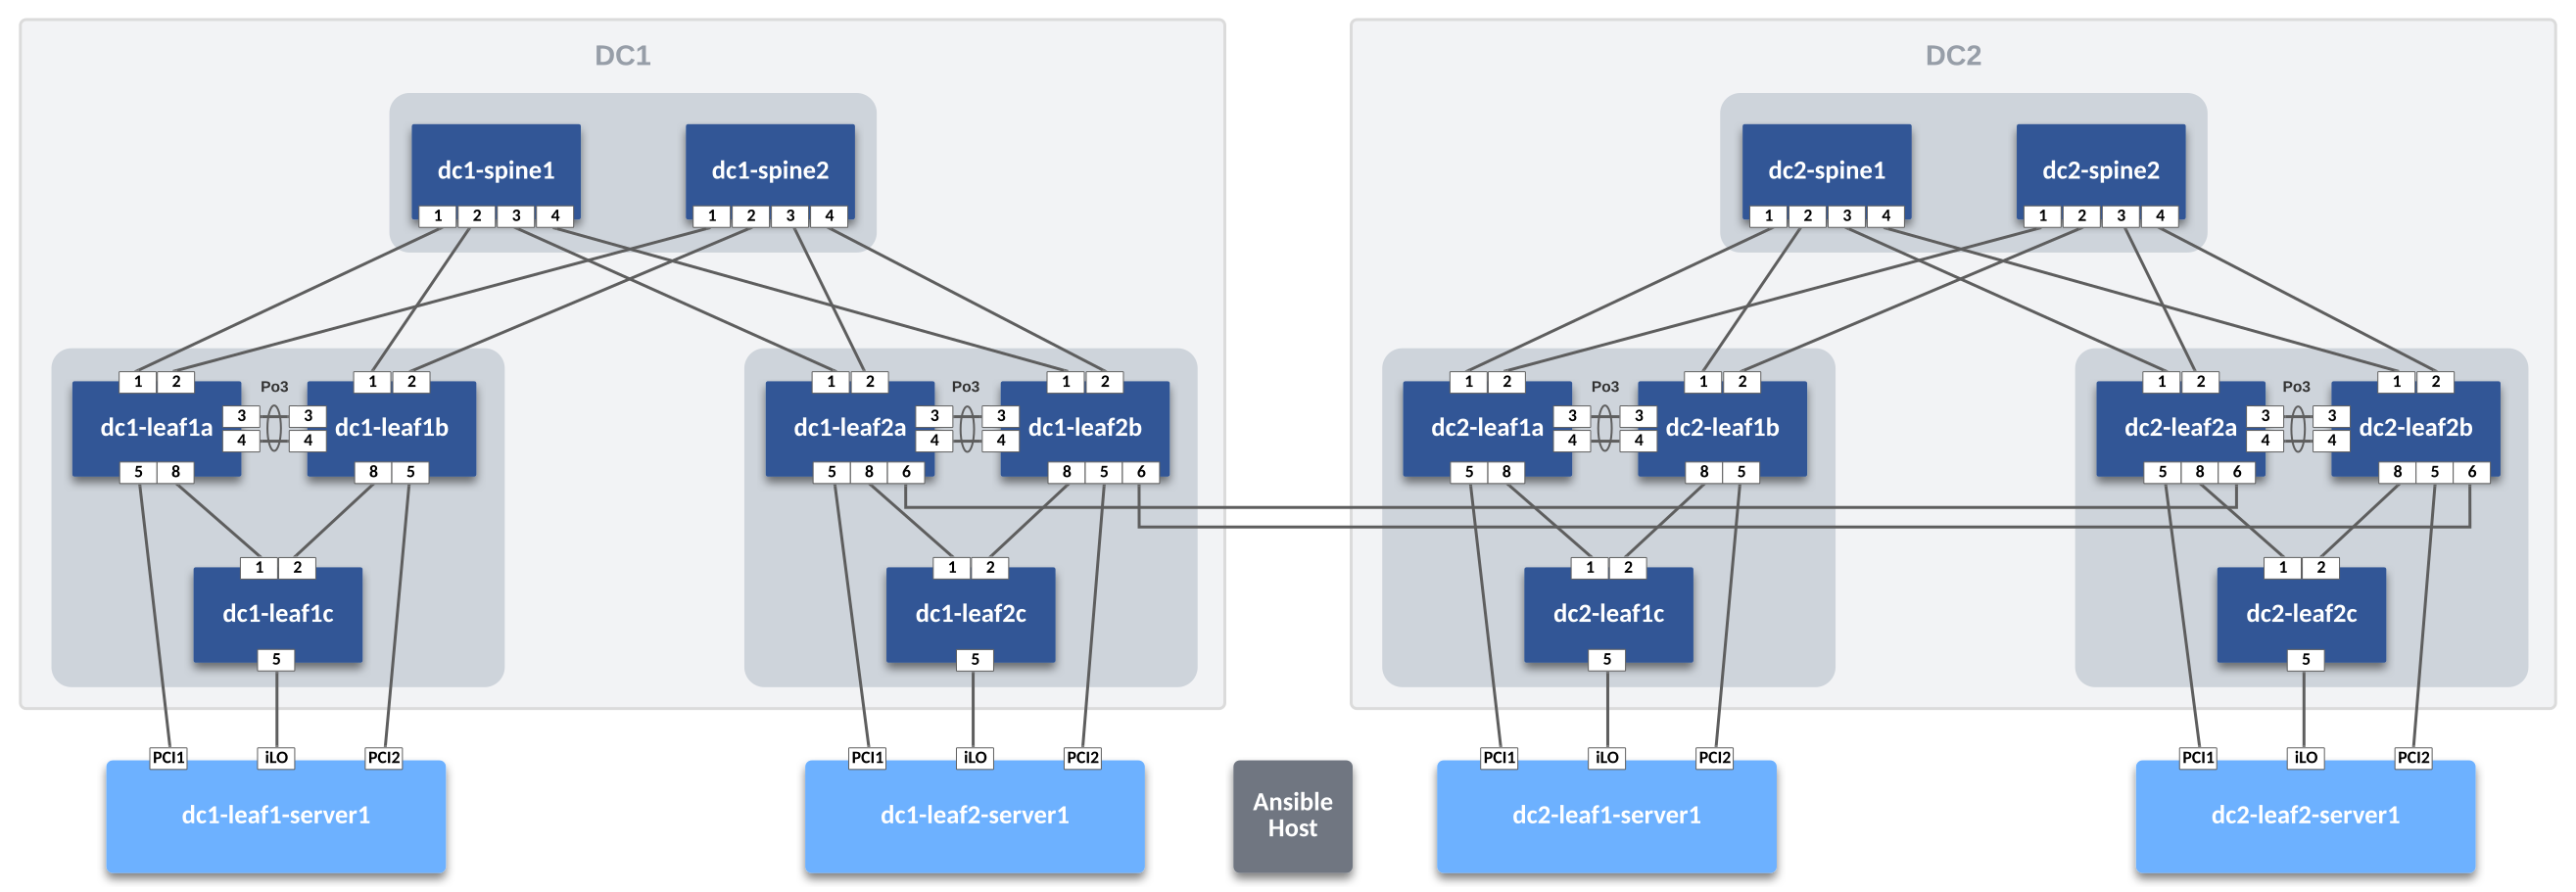 DC1
DC2
dc1-spine1
dc1-spine2
dc2-spine1
dc2-spine2
1 2 3 4
1 2 3 4
1 2 3 4
1 2 3 4
1 2
Po3
1 2
1 2
Po3
1 2
1 2
Po3
1 2
1 2
Po3
1 2
3 3
3 3
3 3
3 3
dc1-leaf1a
dc1-leaf1b
dc1-leaf2a
dc1-leaf2b
dc2-leaf1a
dc2-leaf1b
dc2-leaf2a
dc2-leaf2b
4 4
4 4
4 4
4 4
5 8
8 5
5 8 6
8 5 6
5 8
8 5
5 8 6
8 5 6
1 2
1 2
1 2
1 2
dc1-leaf1c
dc1-leaf2c
dc2-leaf1c
dc2-leaf2c
5
5
5
5
PCI1 iLO PCI2
PCI1 iLO PCI2
PCI1 iLO PCI2
PCI1 iLO PCI2
dc1-leaf1-server1
dc1-leaf2-server1
Ansible
Host
dc2-leaf1-server1
dc2-leaf2-server1